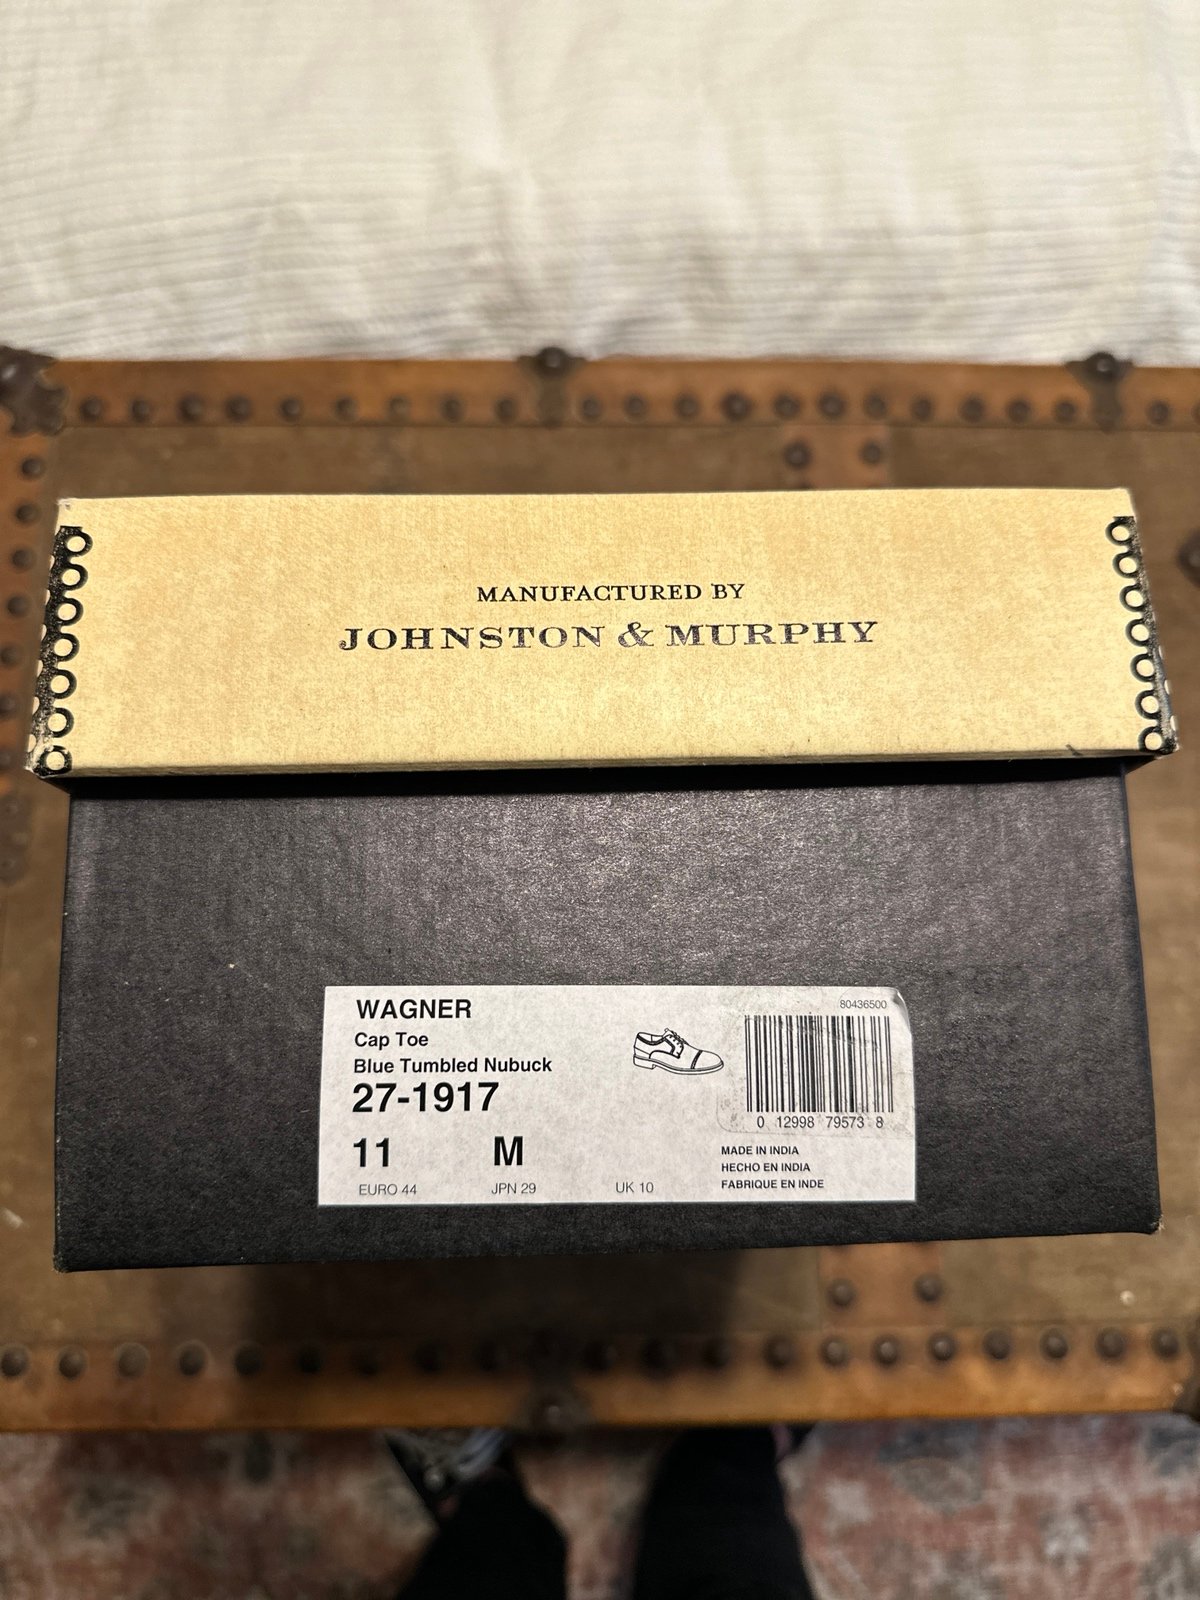 MANUFACTURED BY
JOHNSTON & MURPHY
WAGNER
Cap Toe
Blue Tumbled Nubuck
27-1917
11 M
EURO 44 JPN 29 UK 10
80436500
0 12998 79573 8
MADE IN INDIA
HECHO EN INDIA
FABRIQUE EN INDE